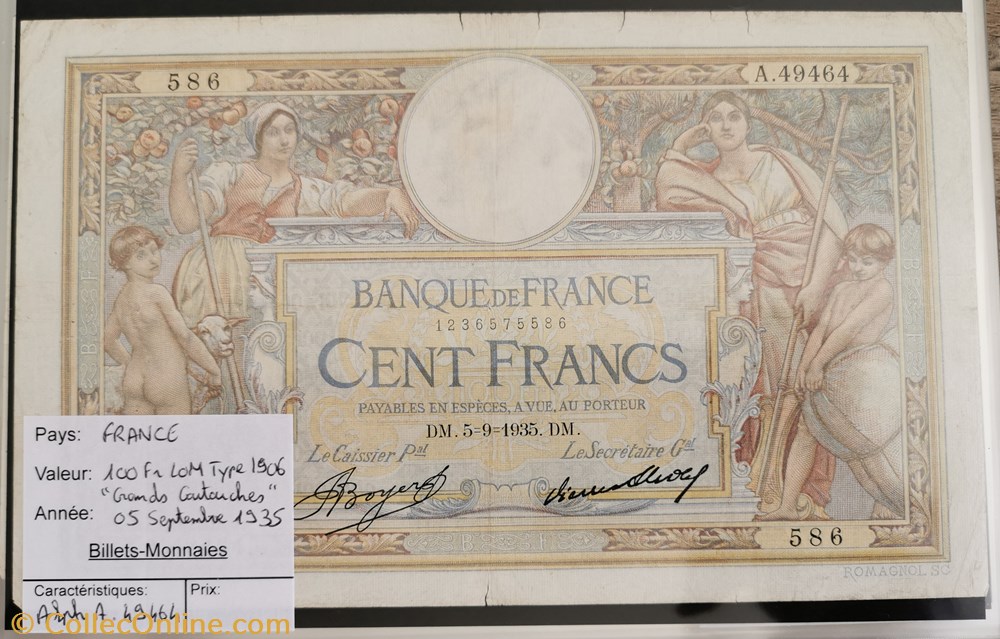 586
A.49464
BANQUE DE FRANCE
1236575586
CENT FRANCS
PAYABLES EN ESPÈCES, A VUE, AU PORTEUR
DM. 5=9=1935. DM.
Le Caissier Pal
Le Secrétaire Gal
Boyer
586
ROMAGNOL SC
Pays: FRANCE
Valeur: 100 Fr LOM Type 1906
"Grands Cartouches"
Année: 05 Septembre 1935
Billets-Monnaies
Caractéristiques:
Prix:
A. 49464
© CollecOnline.com